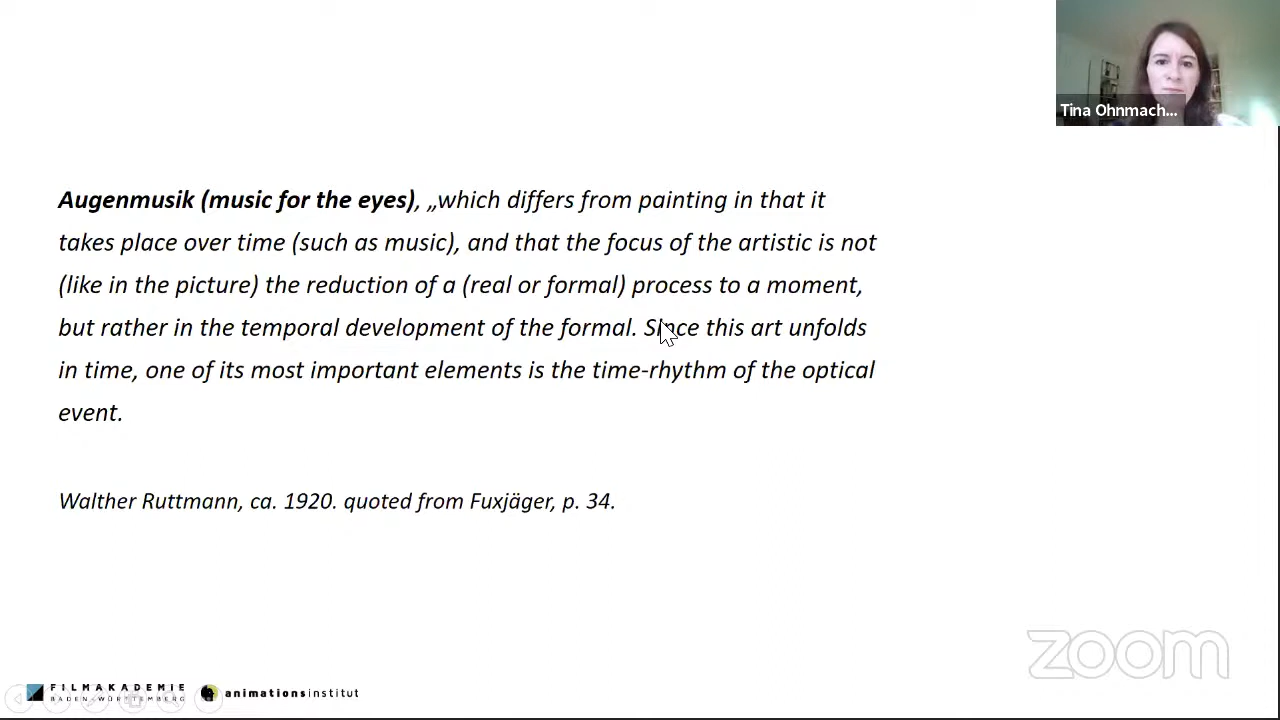 Tina Ohnmach...
Augenmusik (music for the eyes), „which differs from painting in that it
takes place over time (such as music), and that the focus of the artistic is not
(like in the picture) the reduction of a (real or formal) process to a moment,
but rather in the temporal development of the formal. Since this art unfolds
in time, one of its most important elements is the time-rhythm of the optical
event.
Walther Ruttmann, ca. 1920. quoted from Fuxjäger, p. 34.
zoom
FILMAKADEMIE
BADEN-WÜRTTEMBERG
animationsinstitut